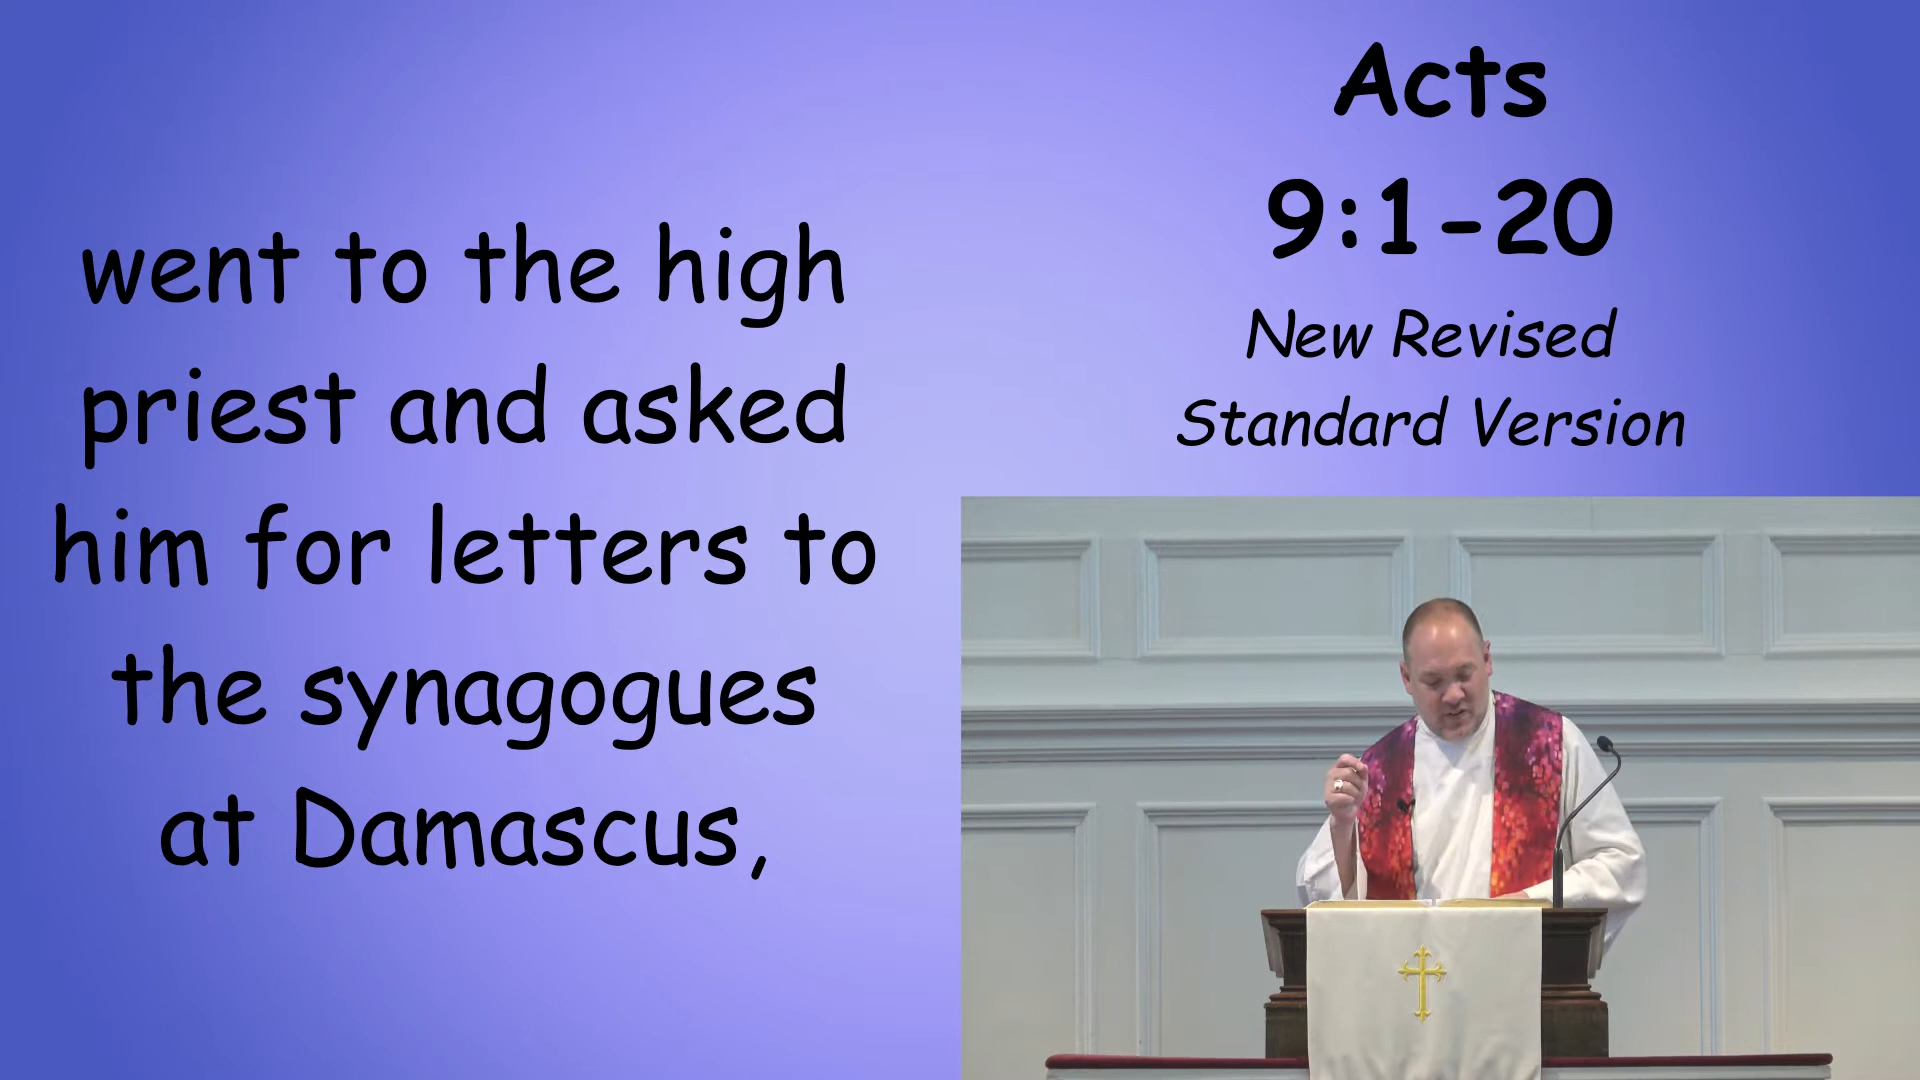 went to the high
priest and asked
him for letters to
the synagogues
at Damascus,
Acts
9:1-20
New Revised
Standard Version